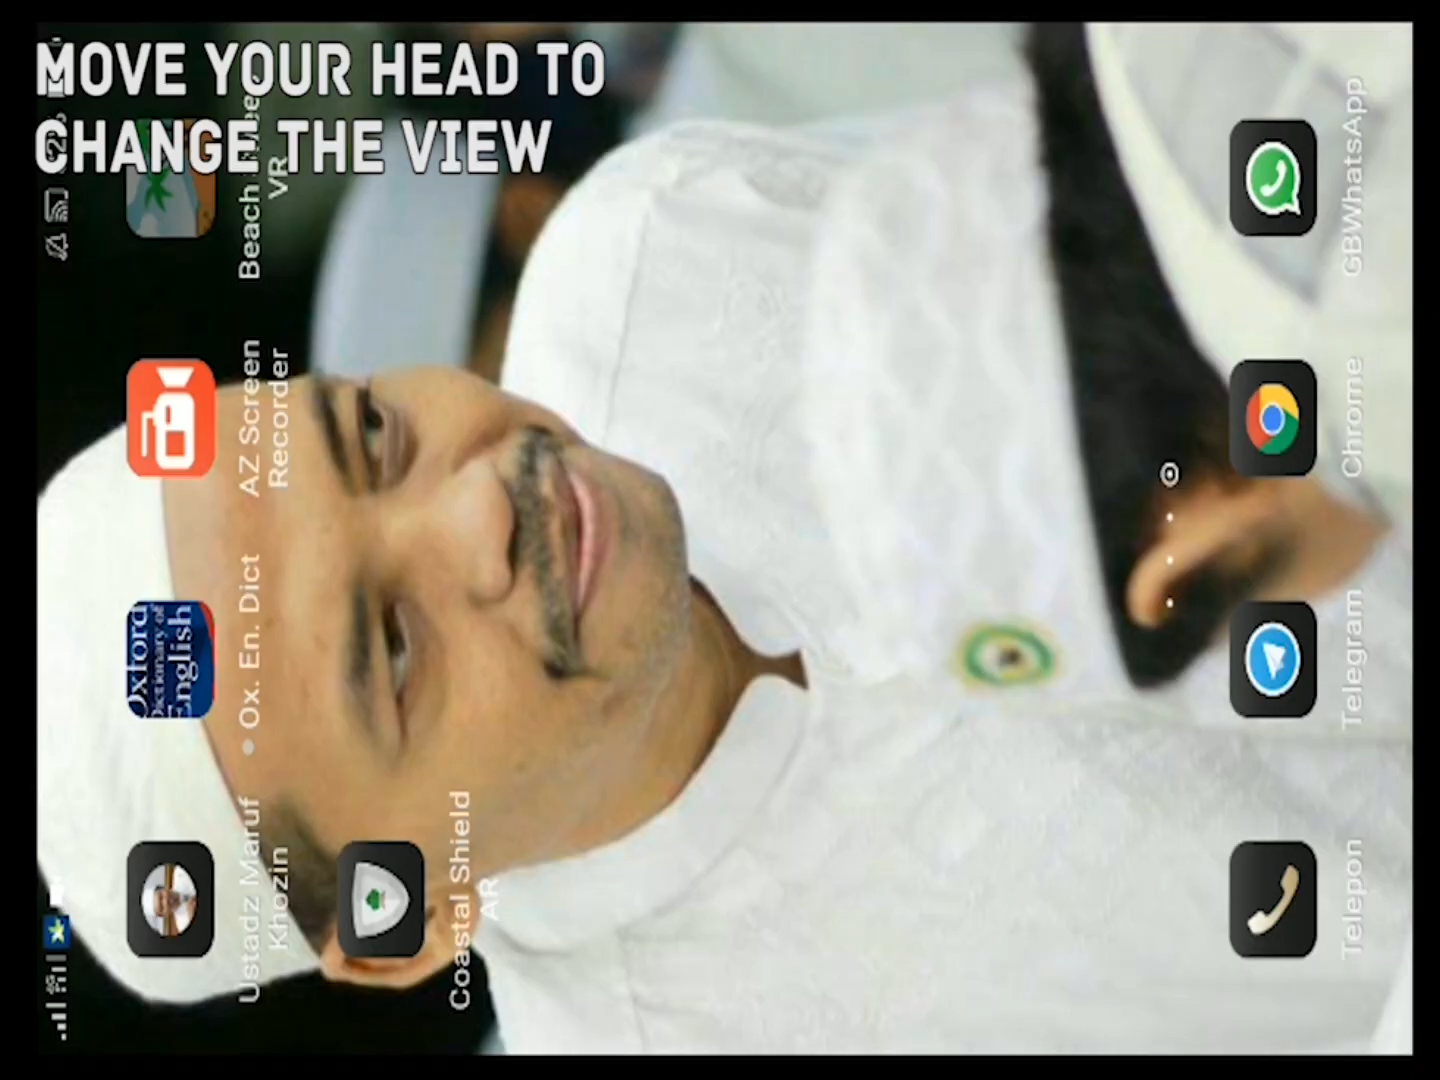 MOVE YOUR HEAD TO
CHANGE THE VIEW
Ustadz Maruf
Khozin
Oxford
Dictionary of
English
Ox. En. Dict
AZ Screen
Recorder
VR
Coastal Shield
AR
Telepon
Telegram
Chrome
GBWhatsApp